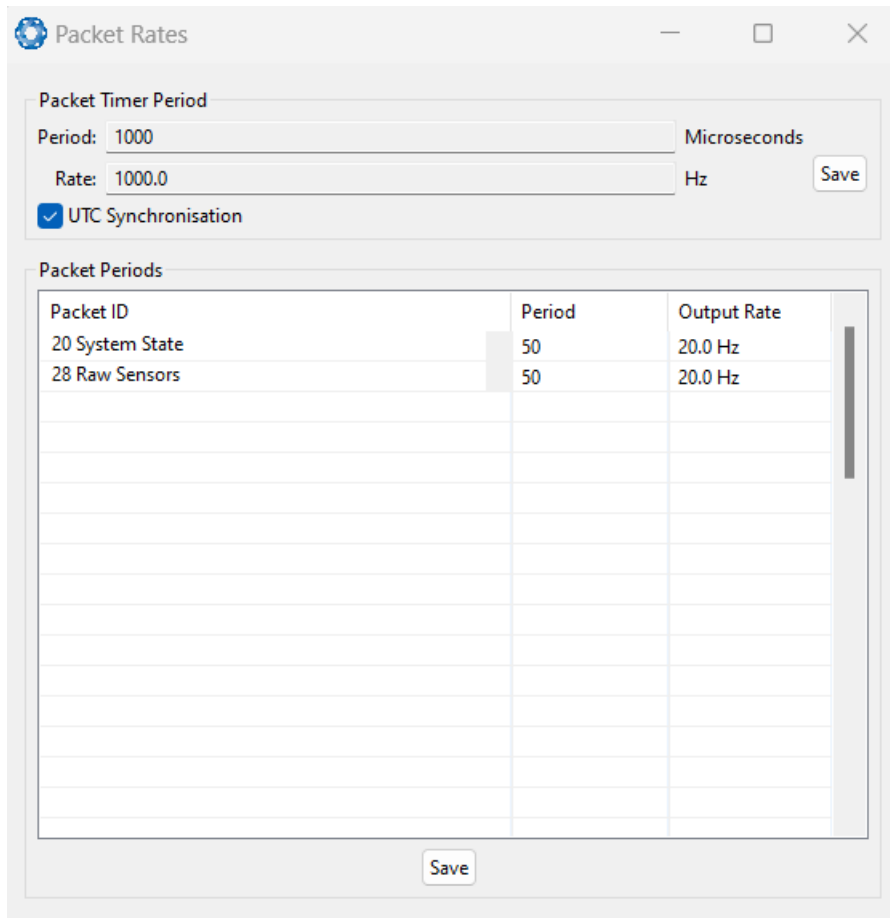 Packet Rates
Packet Timer Period
Period: 1000 Microseconds
Rate: 1000.0 Hz Save
UTC Synchronisation
Packet Periods
Packet ID Period Output Rate
20 System State 50 20.0 Hz
28 Raw Sensors 50 20.0 Hz
Save